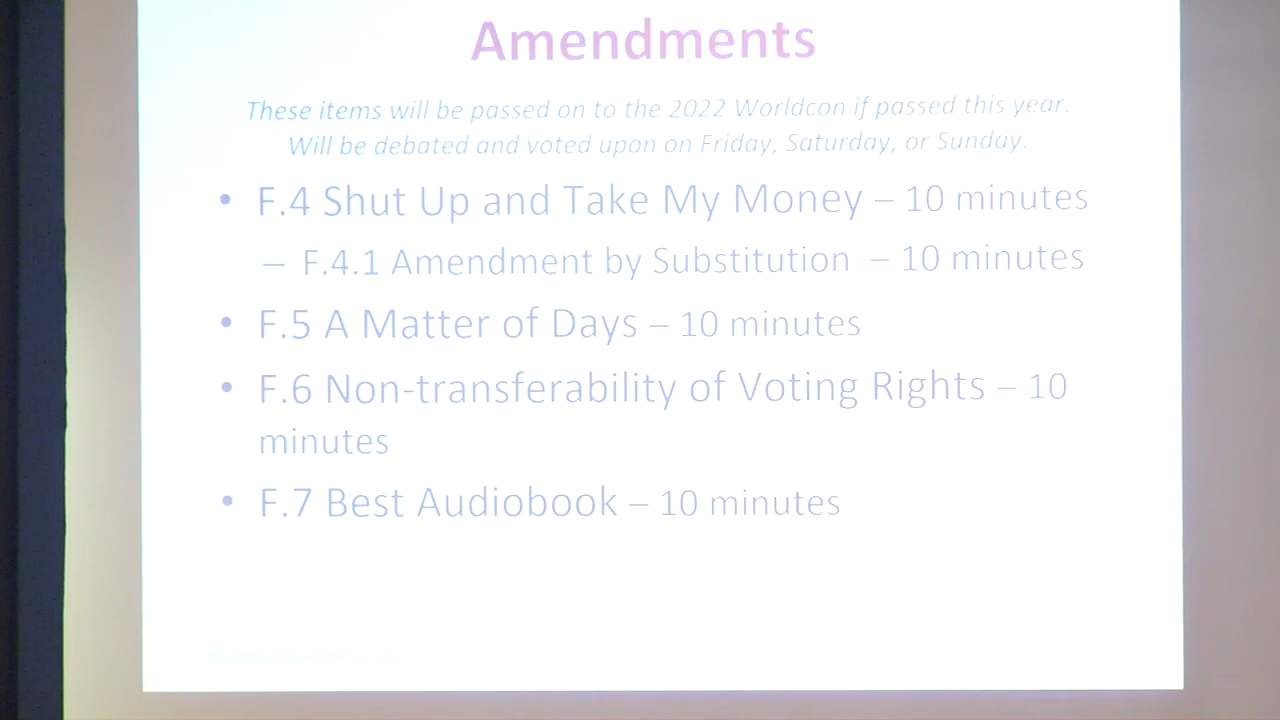 Amendments
These items will be passed on to the 2022 Worldcon if passed this year.
Will be debated and voted upon on Friday, Saturday, or Sunday.
• F.4 Shut Up and Take My Money – 10 minutes
– F.4.1 Amendment by Substitution – 10 minutes
• F.5 A Matter of Days – 10 minutes
• F.6 Non-transferability of Voting Rights – 10
minutes
• F.7 Best Audiobook – 10 minutes